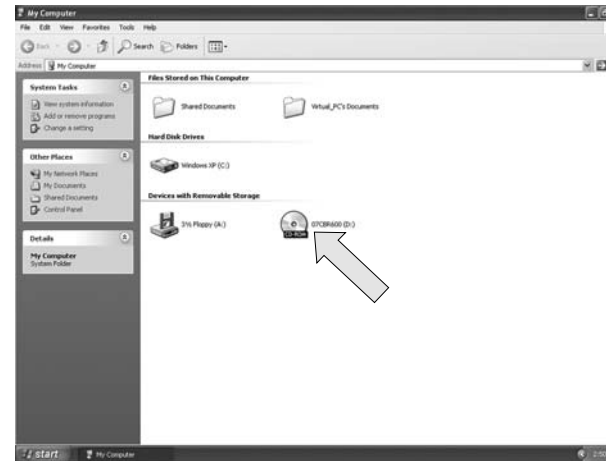 My Computer
File Edit View Favorites Tools Help
Back Search Folders
Address My Computer
System Tasks
View system information
Add or remove programs
Change a setting
Other Places
My Network Places
My Documents
Shared Documents
Control Panel
Details
My Computer
System Folder
Files Stored on This Computer
Shared Documents Virtual_PC's Documents
Hard Disk Drives
Windows XP (C:)
Devices with Removable Storage
3½ Floppy (A:) 07CBR600 (D:)
CD-ROM
start My Computer